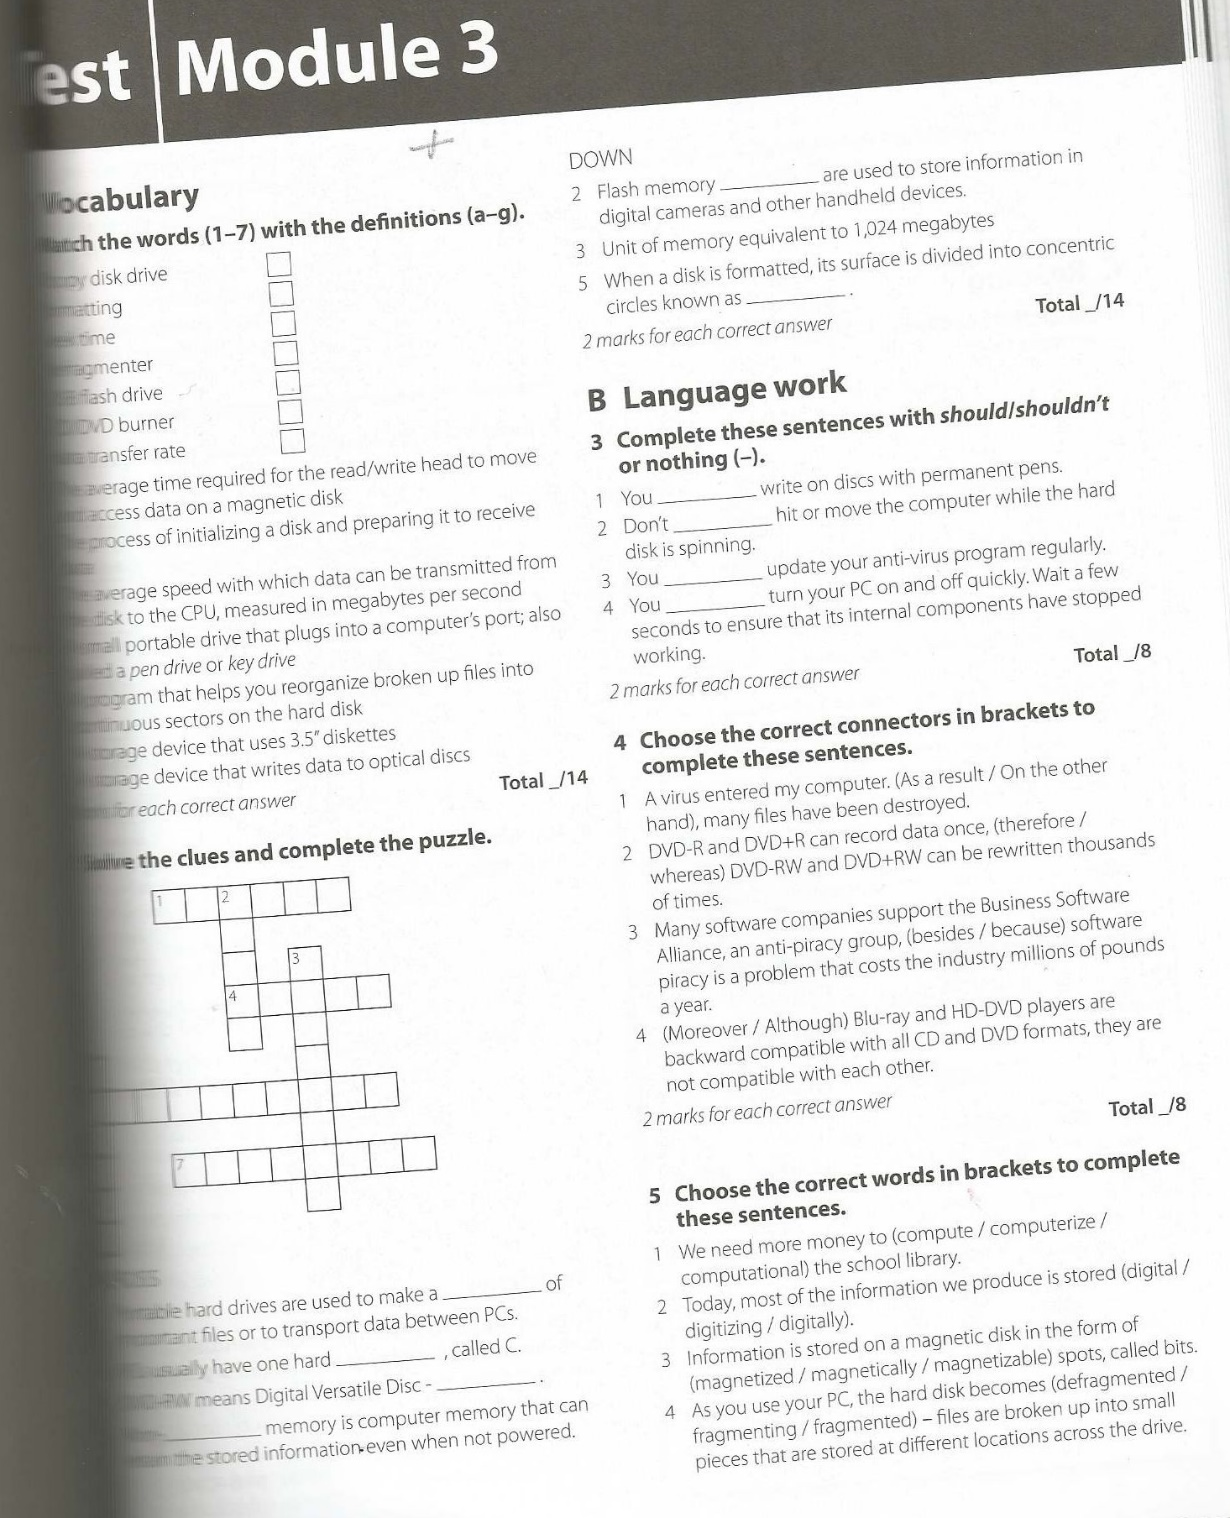 est Module 3
Vocabulary
Match the words (1–7) with the definitions (a–g).
disk drive
time
flash drive
DVD burner
transfer rate
average time required for the read/write head to move
access data on a magnetic disk
process of initializing a disk and preparing it to receive
average speed with which data can be transmitted from
disk to the CPU, measured in megabytes per second
small portable drive that plugs into a computer's port; also
a pen drive or key drive
program that helps you reorganize broken up files into
continuous sectors on the hard disk
storage device that uses 3.5" diskettes
storage device that writes data to optical discs
for each correct answer
Total _/14
the clues and complete the puzzle.
1
2
3
4
7
hard drives are used to make a __________ of
important files or to transport data between PCs.
usually have one hard __________, called C.
means Digital Versatile Disc - __________.
__________ memory is computer memory that can
the stored information even when not powered.
DOWN
2 Flash memory __________ are used to store information in
digital cameras and other handheld devices.
3 Unit of memory equivalent to 1,024 megabytes
5 When a disk is formatted, its surface is divided into concentric
circles known as __________.
2 marks for each correct answer
Total _/14
B Language work
3 Complete these sentences with should/shouldn't
or nothing (–).
1 You __________ write on discs with permanent pens.
2 Don't __________ hit or move the computer while the hard
disk is spinning.
3 You __________ update your anti-virus program regularly.
4 You __________ turn your PC on and off quickly. Wait a few
seconds to ensure that its internal components have stopped
working.
2 marks for each correct answer
Total _/8
4 Choose the correct connectors in brackets to
complete these sentences.
1 A virus entered my computer. (As a result / On the other
hand), many files have been destroyed.
2 DVD-R and DVD+R can record data once, (therefore /
whereas) DVD-RW and DVD+RW can be rewritten thousands
of times.
3 Many software companies support the Business Software
Alliance, an anti-piracy group, (besides / because) software
piracy is a problem that costs the industry millions of pounds
a year.
4 (Moreover / Although) Blu-ray and HD-DVD players are
backward compatible with all CD and DVD formats, they are
not compatible with each other.
2 marks for each correct answer
Total _/8
5 Choose the correct words in brackets to complete
these sentences.
1 We need more money to (compute / computerize /
computational) the school library.
2 Today, most of the information we produce is stored (digital /
digitizing / digitally).
3 Information is stored on a magnetic disk in the form of
(magnetized / magnetically / magnetizable) spots, called bits.
4 As you use your PC, the hard disk becomes (defragmented /
fragmenting / fragmented) – files are broken up into small
pieces that are stored at different locations across the drive.